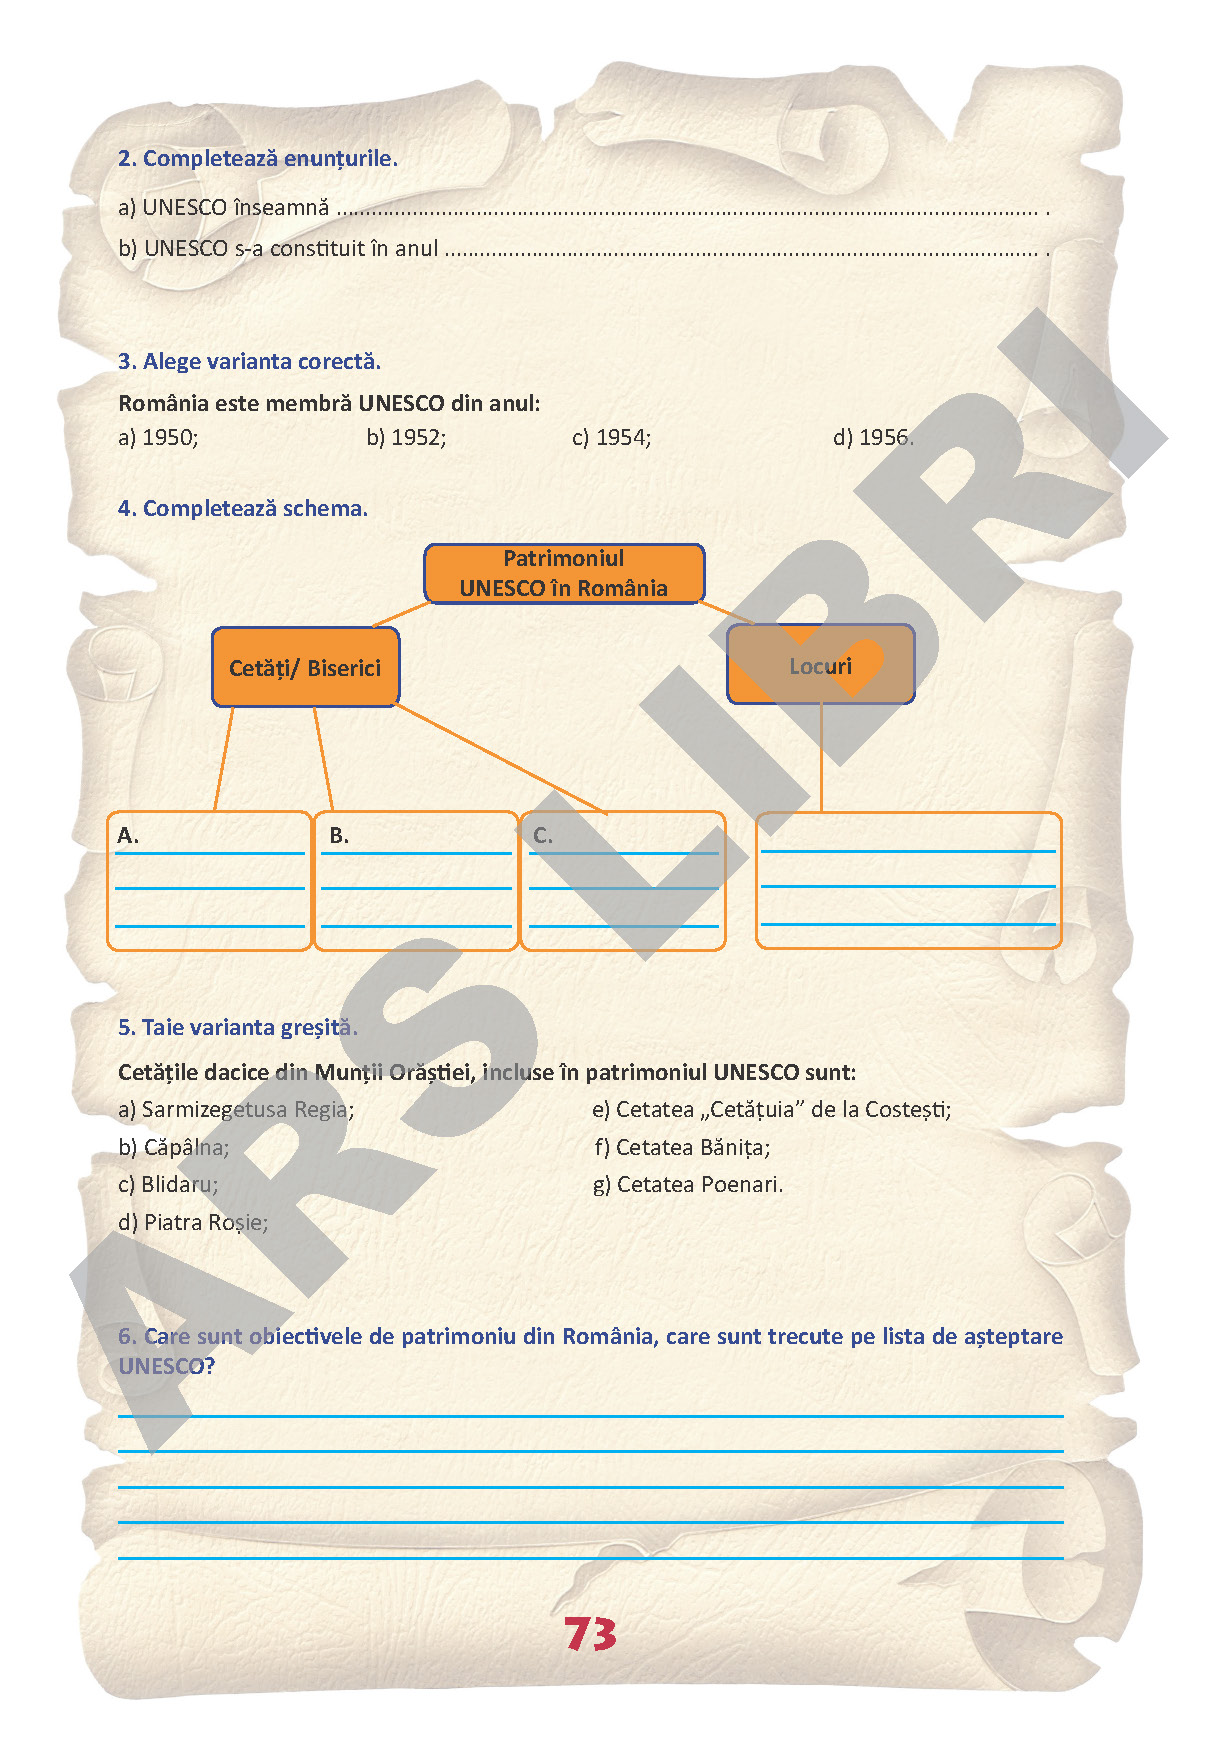 2. Completează enunțurile.
a) UNESCO înseamnă ........................................................................................................................ .
b) UNESCO s-a constituit în anul ...................................................................................................... .
3. Alege varianta corectă.
România este membră UNESCO din anul:
a) 1950; b) 1952; c) 1954; d) 1956.
4. Completează schema.
Patrimoniul
UNESCO în România
Cetăți/ Biserici
Locuri
A.
B.
C.
5. Taie varianta greșită.
Cetățile dacice din Munții Orăștiei, incluse în patrimoniul UNESCO sunt:
a) Sarmizegetusa Regia; e) Cetatea „Cetățuia” de la Costești;
b) Căpâlna; f) Cetatea Bănița;
c) Blidaru; g) Cetatea Poenari.
d) Piatra Roșie;
6. Care sunt obiectivele de patrimoniu din România, care sunt trecute pe lista de așteptare
UNESCO?
73
ARS LIBRI